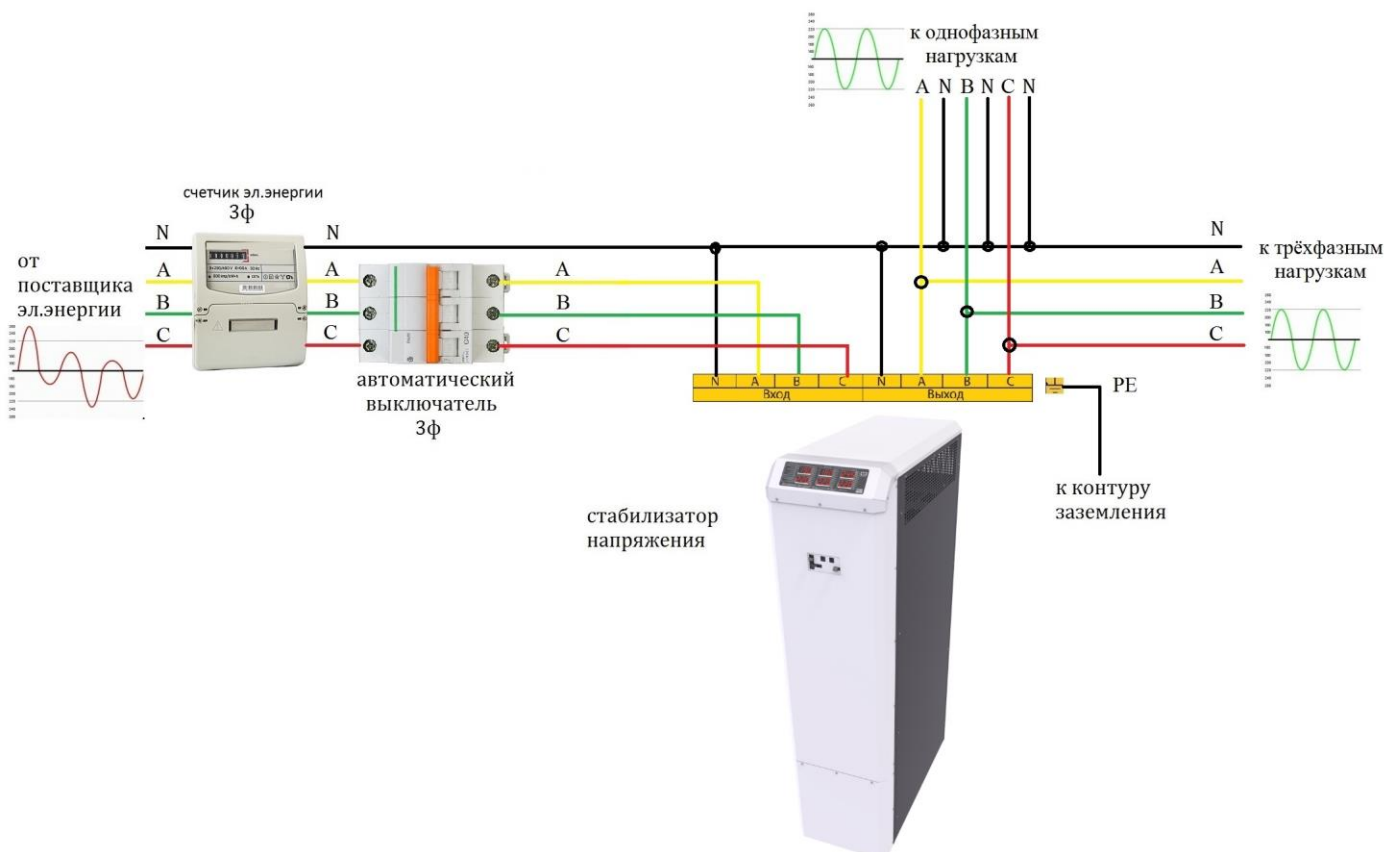 к однофазным
нагрузкам
A N B N C N
счетчик эл.энергии
3ф
N N N
от
поставщика
эл.энергии
A A A A
B B B B
C C C C
к трёхфазным
нагрузкам
автоматический
выключатель
3ф
N A B C N A B C
Вход Выход
PE
к контуру
заземления
стабилизатор
напряжения